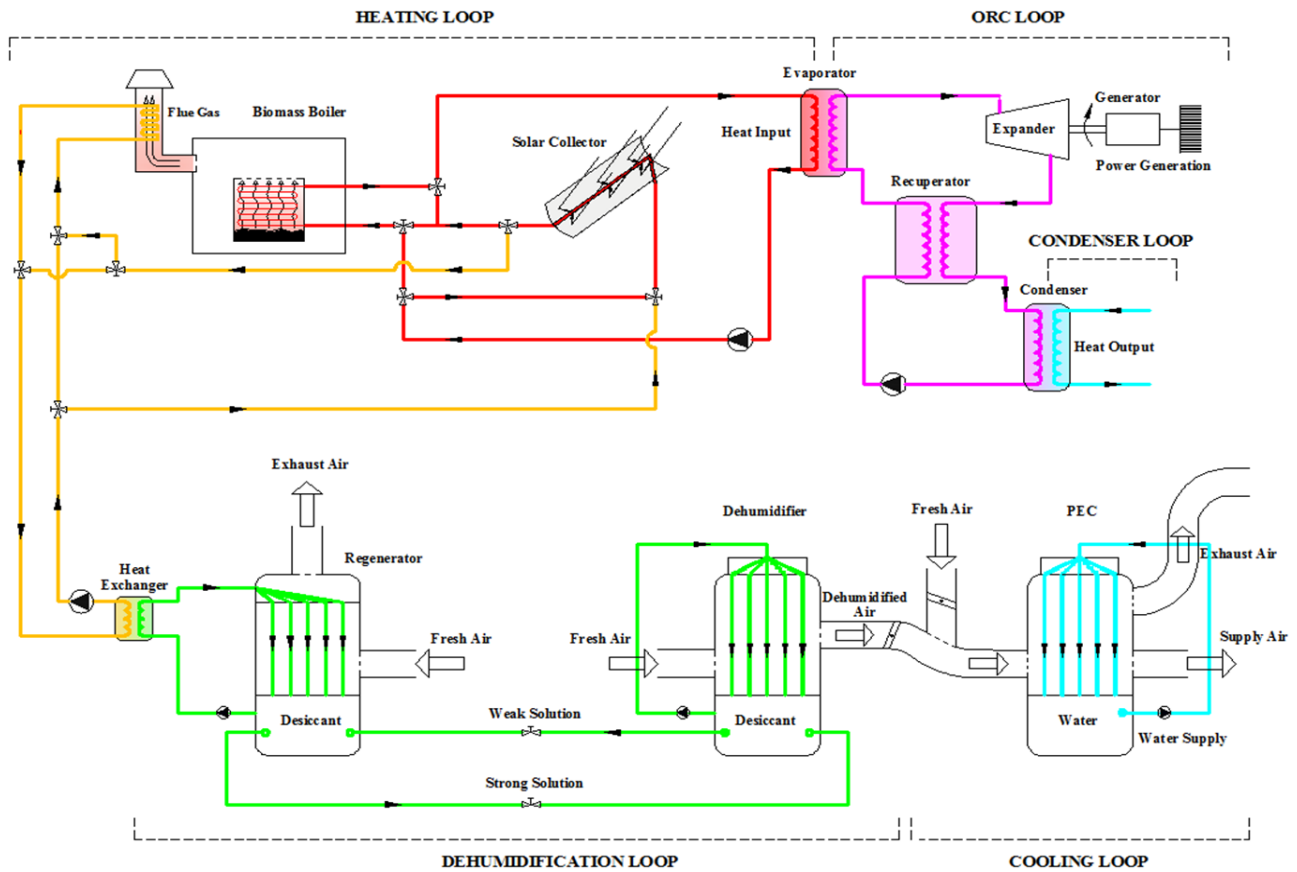 HEATING LOOP
ORC LOOP
Evaporator
Flue Gas
Biomass Boiler
Generator
Heat Input
Expander
Solar Collector
Power Generation
Recuperator
CONDENSER LOOP
Condenser
Heat Output
Exhaust Air
Dehumidifier
Fresh Air
PEC
Regenerator
Exhaust Air
Heat
Exchanger
Dehumidified
Air
Fresh Air
Fresh Air
Supply Air
Weak Solution
Desiccant
Desiccant
Water
Water Supply
Strong Solution
DEHUMIDIFICATION LOOP
COOLING LOOP